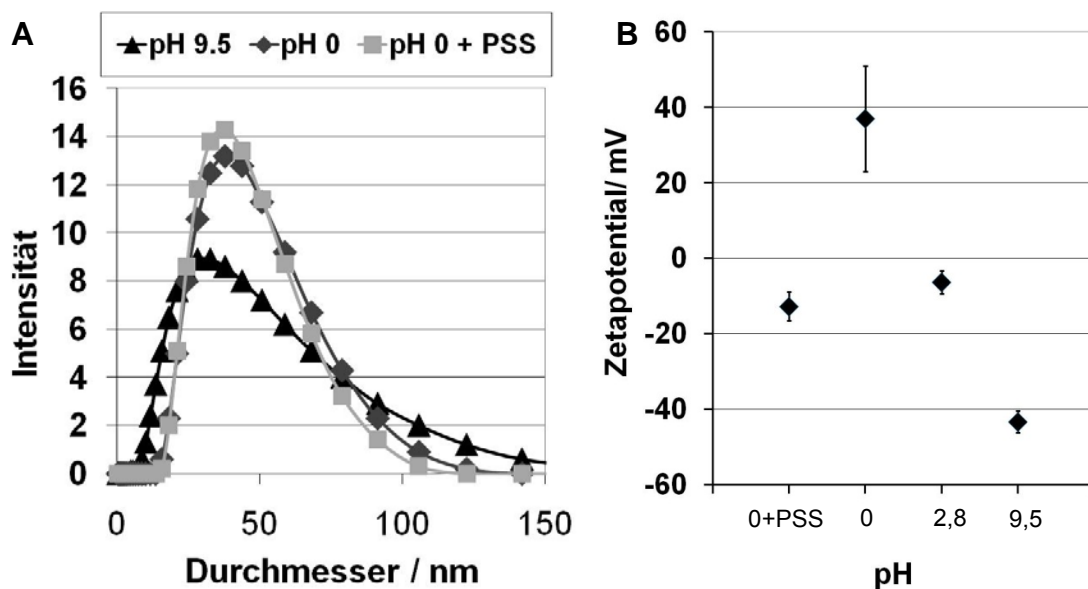 A
pH 9.5 pH 0 pH 0 + PSS
Intensität
16
14
12
10
8
6
4
2
0
0 50 100 150
Durchmesser / nm
B
Zetapotential/ mV
60
40
20
0
-20
-40
-60
0+PSS 0 2,8 9,5
pH